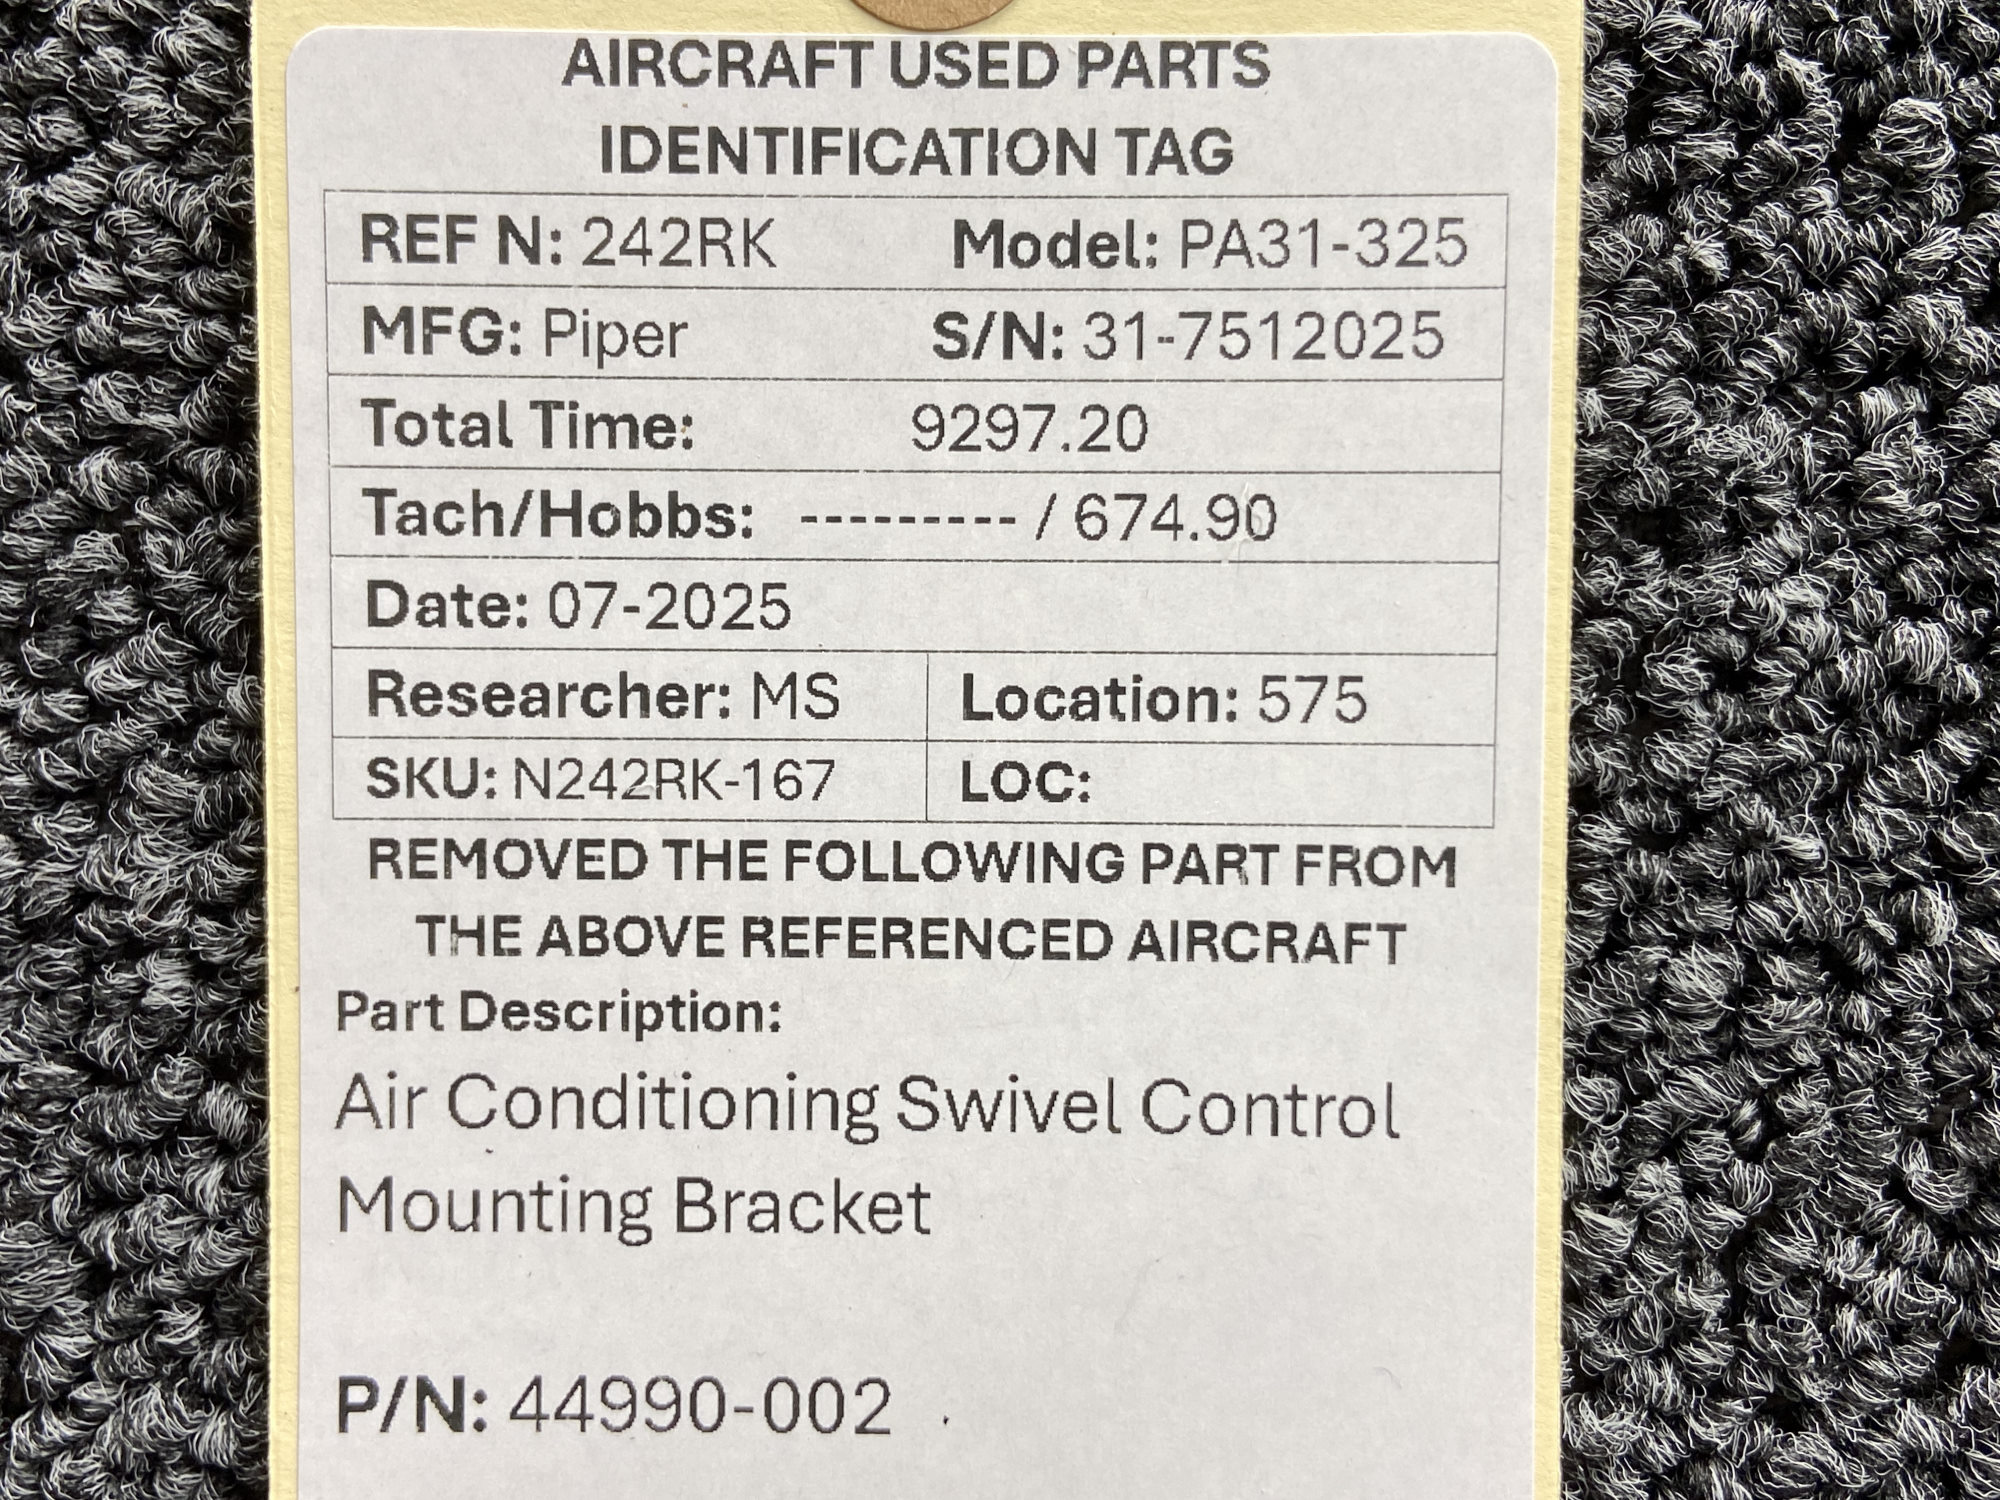 AIRCRAFT USED PARTS
IDENTIFICATION TAG
REF N: 242RK Model: PA31-325
MFG: Piper S/N: 31-7512025
Total Time: 9297.20
Tach/Hobbs: --------- / 674.90
Date: 07-2025
Researcher: MS Location: 575
SKU: N242RK-167 LOC:
REMOVED THE FOLLOWING PART FROM
THE ABOVE REFERENCED AIRCRAFT
Part Description:
Air Conditioning Swivel Control
Mounting Bracket
P/N: 44990-002